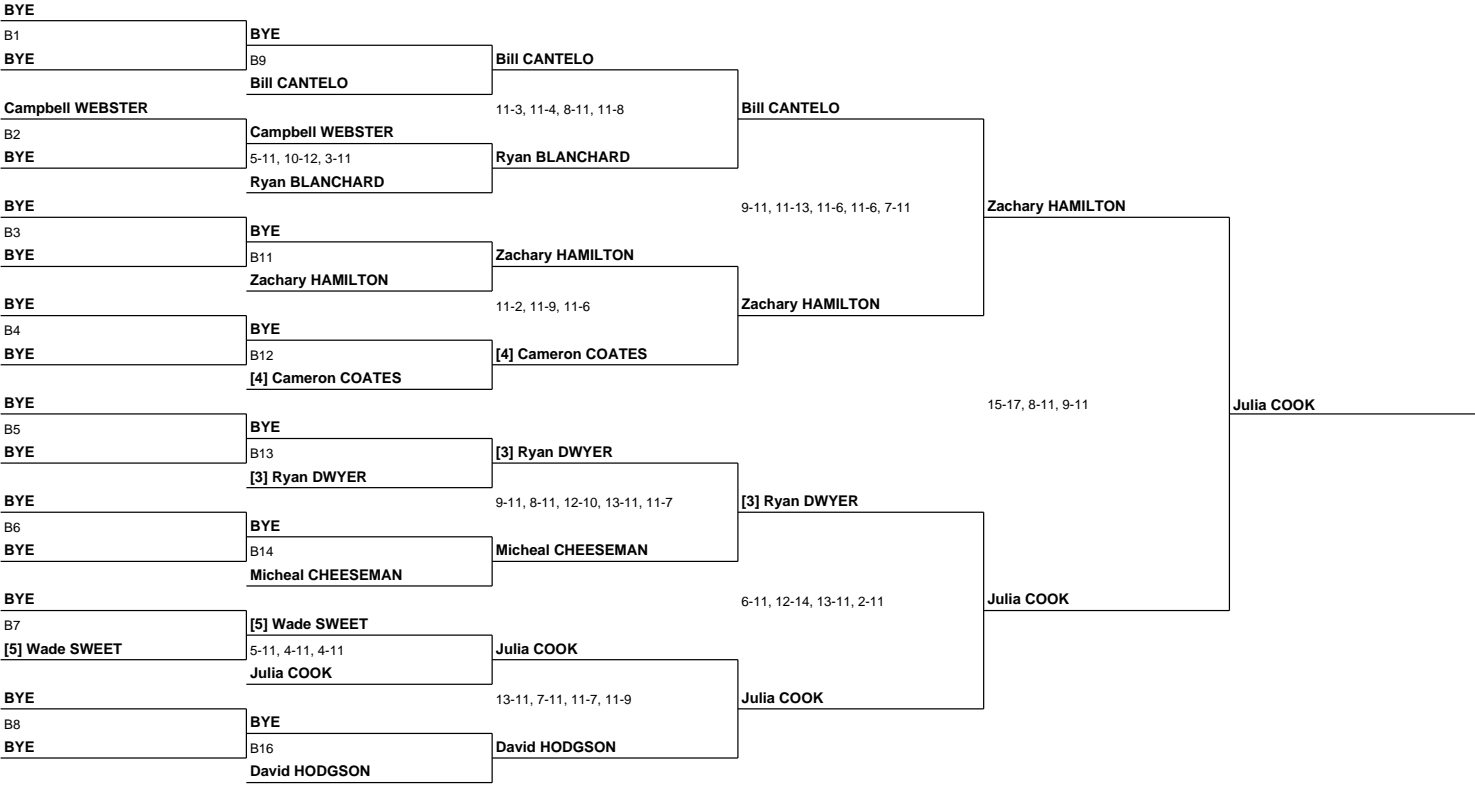 BYE
B1
BYE
BYE
B9
Bill CANTELO
Bill CANTELO
Campbell WEBSTER
11-3, 11-4, 8-11, 11-8
Bill CANTELO
B2
Campbell WEBSTER
BYE
5-11, 10-12, 3-11
Ryan BLANCHARD
Ryan BLANCHARD
BYE
9-11, 11-13, 11-6, 11-6, 7-11
Zachary HAMILTON
B3
BYE
BYE
B11
Zachary HAMILTON
Zachary HAMILTON
BYE
11-2, 11-9, 11-6
Zachary HAMILTON
B4
BYE
BYE
B12
[4] Cameron COATES
[4] Cameron COATES
BYE
15-17, 8-11, 9-11
Julia COOK
B5
BYE
BYE
B13
[3] Ryan DWYER
[3] Ryan DWYER
BYE
9-11, 8-11, 12-10, 13-11, 11-7
[3] Ryan DWYER
B6
BYE
BYE
B14
Micheal CHEESEMAN
Micheal CHEESEMAN
BYE
6-11, 12-14, 13-11, 2-11
Julia COOK
B7
[5] Wade SWEET
[5] Wade SWEET
5-11, 4-11, 4-11
Julia COOK
Julia COOK
BYE
13-11, 7-11, 11-7, 11-9
Julia COOK
B8
BYE
BYE
B16
David HODGSON
David HODGSON